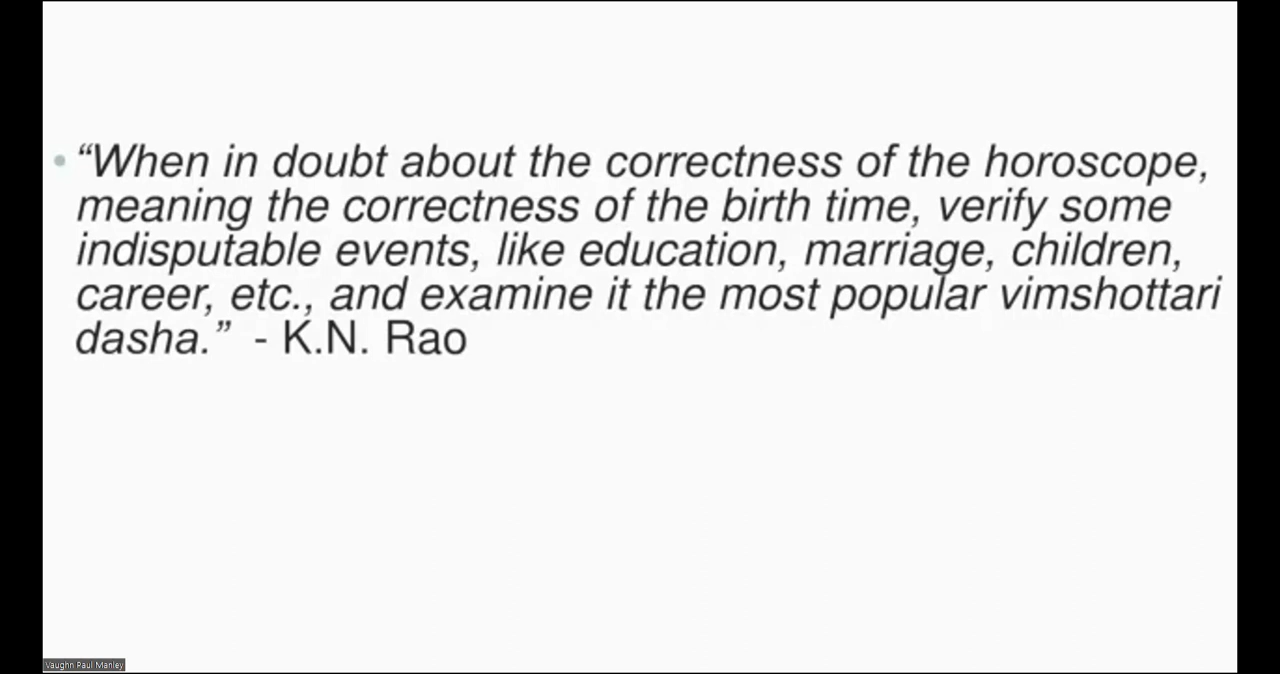 • “When in doubt about the correctness of the horoscope,
meaning the correctness of the birth time, verify some
indisputable events, like education, marriage, children,
career, etc., and examine it the most popular vimshottari
dasha.” - K.N. Rao
Vaughn Paul Manley